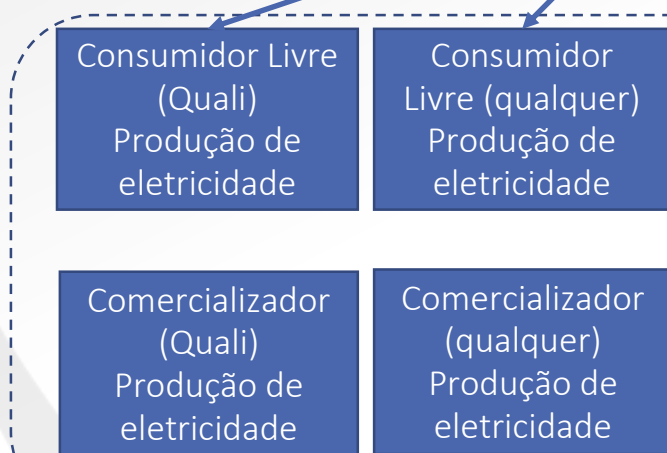 Consumidor Livre
(Quali)
Produção de
eletricidade
Consumidor
Livre (qualquer)
Produção de
eletricidade
Comercializador
(Quali)
Produção de
eletricidade
Comercializador
(qualquer)
Produção de
eletricidade